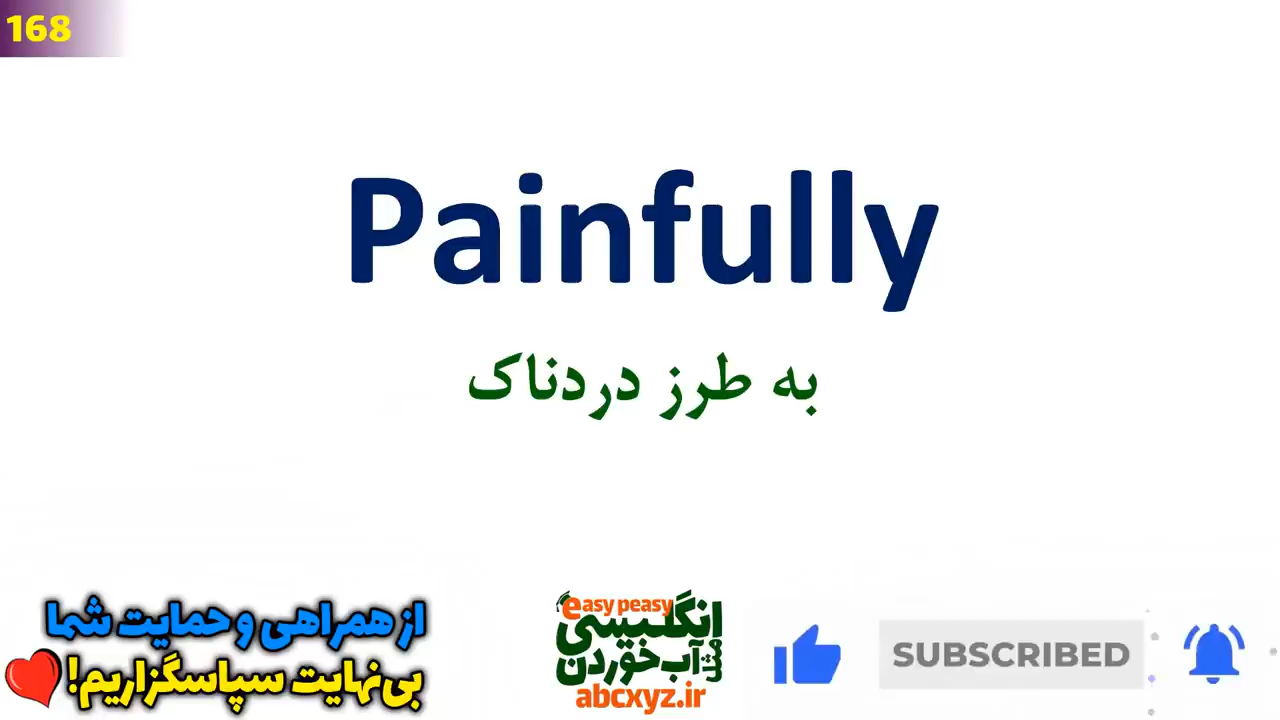 168
Painfully
به طرز دردناک
از همراهی و حمایت شما
بی‌نهایت سپاسگزاریم!
easy peasy
انگلیسی
مثل آب خوردن
abcxyz.ir
SUBSCRIBED